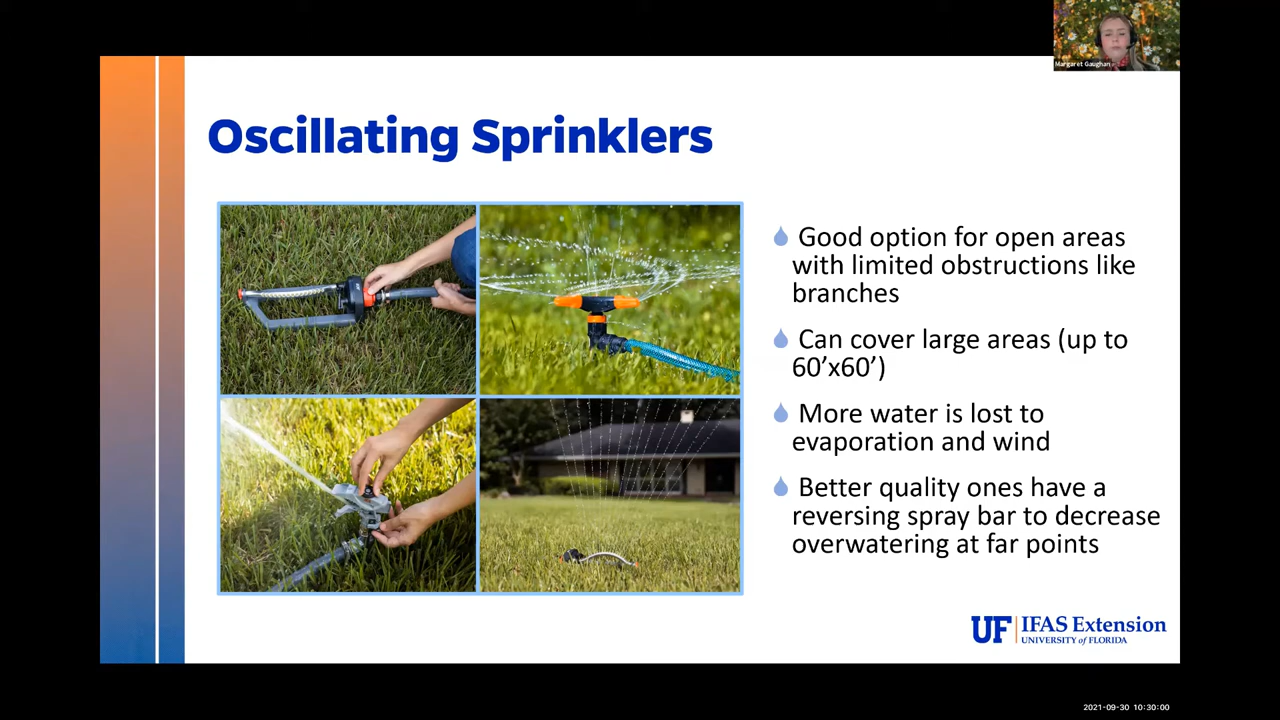 Margaret Gaughan
Oscillating Sprinklers
Good option for open areas
with limited obstructions like
branches
Can cover large areas (up to
60’x60’)
More water is lost to
evaporation and wind
Better quality ones have a
reversing spray bar to decrease
overwatering at far points
UF IFAS Extension
UNIVERSITY of FLORIDA
2021-09-30 10:30:00